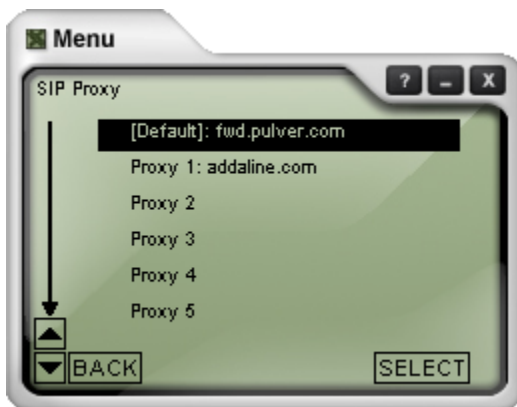 Menu
? - X
SIP Proxy
[Default]: fwd.pulver.com
Proxy 1: addaline.com
Proxy 2
Proxy 3
Proxy 4
Proxy 5
BACK SELECT